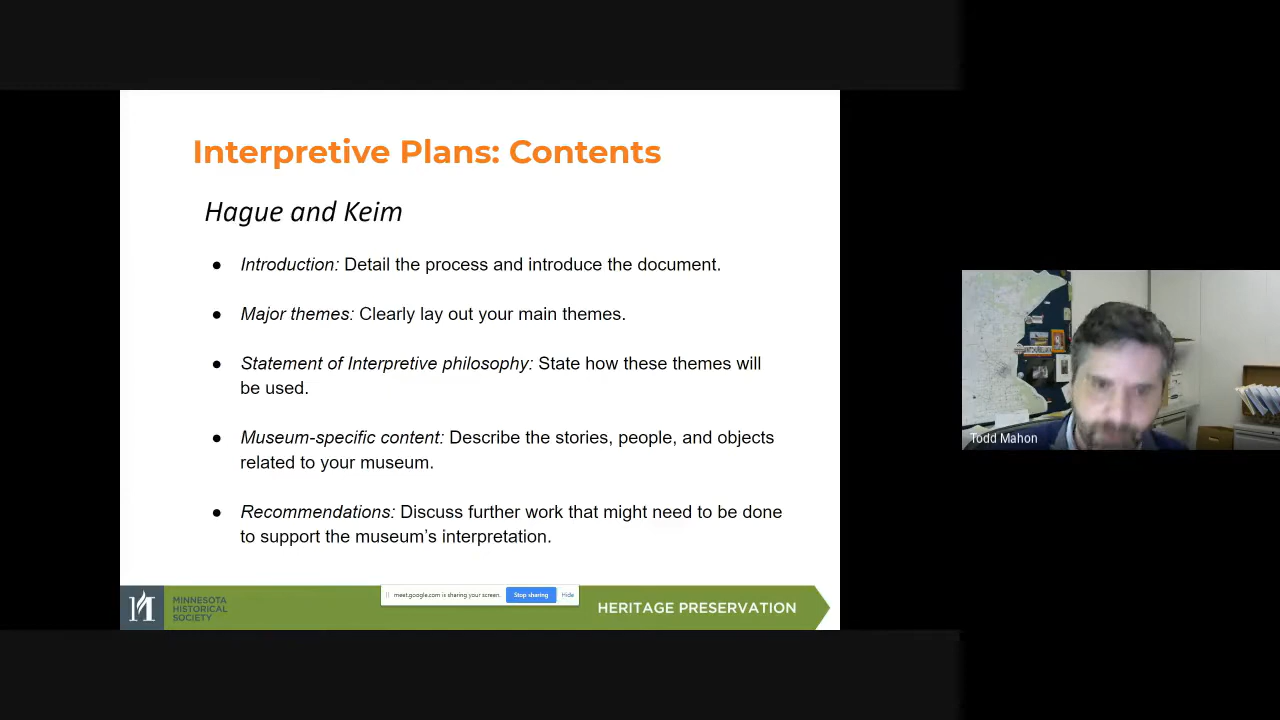 Interpretive Plans: Contents
Hague and Keim
● Introduction: Detail the process and introduce the document.
● Major themes: Clearly lay out your main themes.
● Statement of Interpretive philosophy: State how these themes will
be used.
● Museum-specific content: Describe the stories, people, and objects
related to your museum.
● Recommendations: Discuss further work that might need to be done
to support the museum’s interpretation.
MINNESOTA
HISTORICAL
SOCIETY
meet.google.com is sharing your screen.
Stop sharing
Hide
HERITAGE PRESERVATION
Todd Mahon